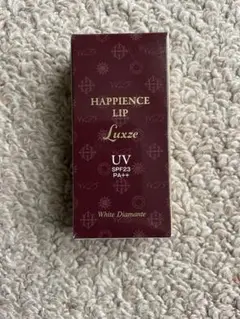 HAPPIENCE
LIP
Luxze
UV
SPF23
PA++
White Diamante